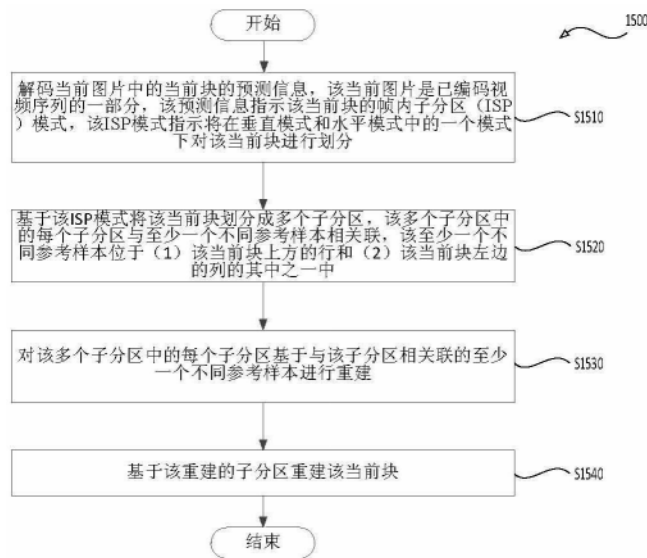 开始
1500
解码当前图片中的当前块的预测信息，该当前图片是已编码视
频序列的一部分，该预测信息指示该当前块的帧内子分区（ISP
）模式，该ISP模式指示将在垂直模式和水平模式中的一个模式
下对该当前块进行划分
S1510
基于该ISP模式将该当前块划分成多个子分区，该多个子分区中
的每个子分区与至少一个不同参考样本相关联，该至少一个不
同参考样本位于（1）该当前块上方的行和（2）该当前块左边
的列的其中之一中
S1520
对该多个子分区中的每个子分区基于与该子分区相关联的至少
一个不同参考样本进行重建
S1530
基于该重建的子分区重建该当前块
S1540
结束